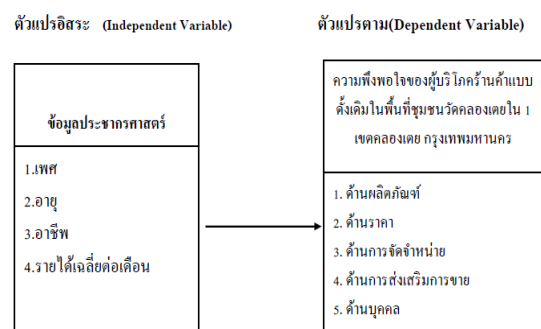 ตัวแปรอิสระ (Independent Variable)
ตัวแปรตาม(Dependent Variable)
ข้อมูลประชากรศาสตร์
1.เพศ
2.อายุ
3.อาชีพ
4.รายได้เฉลี่ยต่อเดือน
ความพึงพอใจของผู้บริโภคร้านค้าแบบ
ดั้งเดิมในพื้นที่ชุมชนวัดคลองเตยใน 1
เขตคลองเตย กรุงเทพมหานคร
1. ด้านผลิตภัณฑ์
2. ด้านราคา
3. ด้านการจัดจำหน่าย
4. ด้านการส่งเสริมการขาย
5. ด้านบุคคล